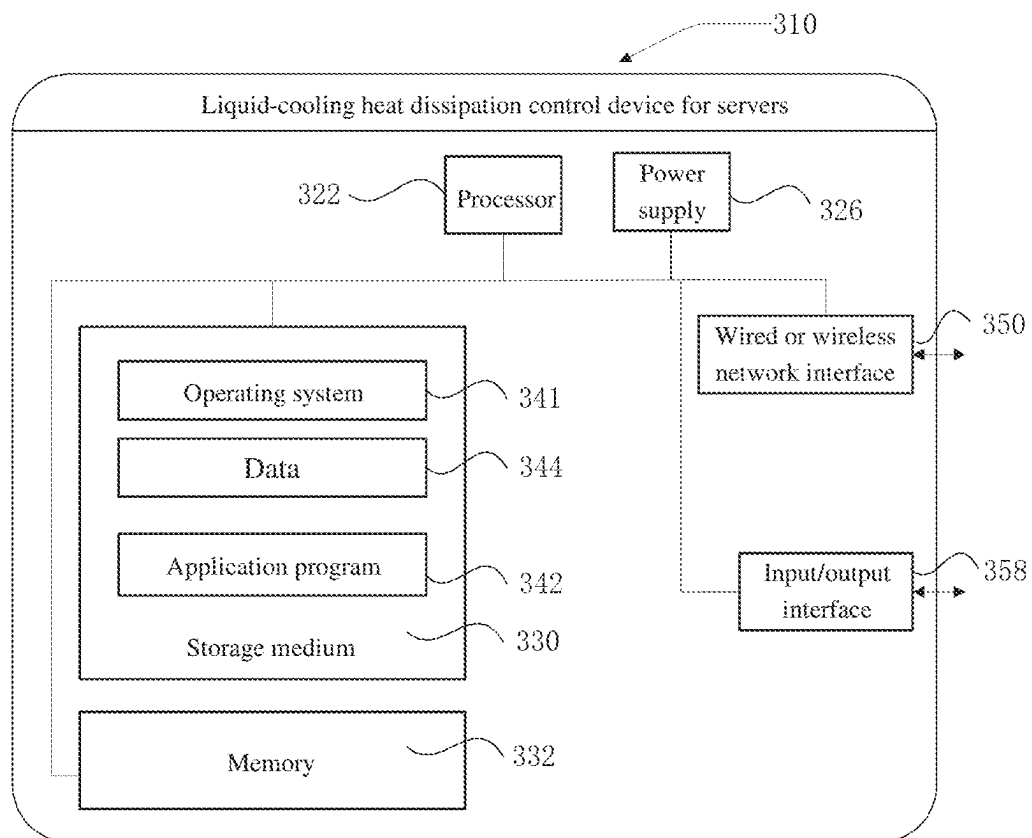 310
Liquid-cooling heat dissipation control device for servers
322
Processor
Power
supply
326
Wired or wireless
network interface
350
Operating system
341
Data
344
Application program
342
Input/output
interface
358
Storage medium
330
Memory
332